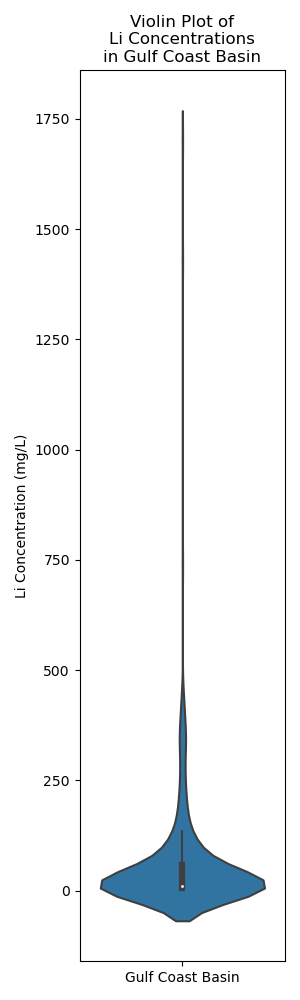 Violin Plot of
Li Concentrations
in Gulf Coast Basin
1750
1500
1250
1000
750
500
250
0
Li Concentration (mg/L)
Gulf Coast Basin